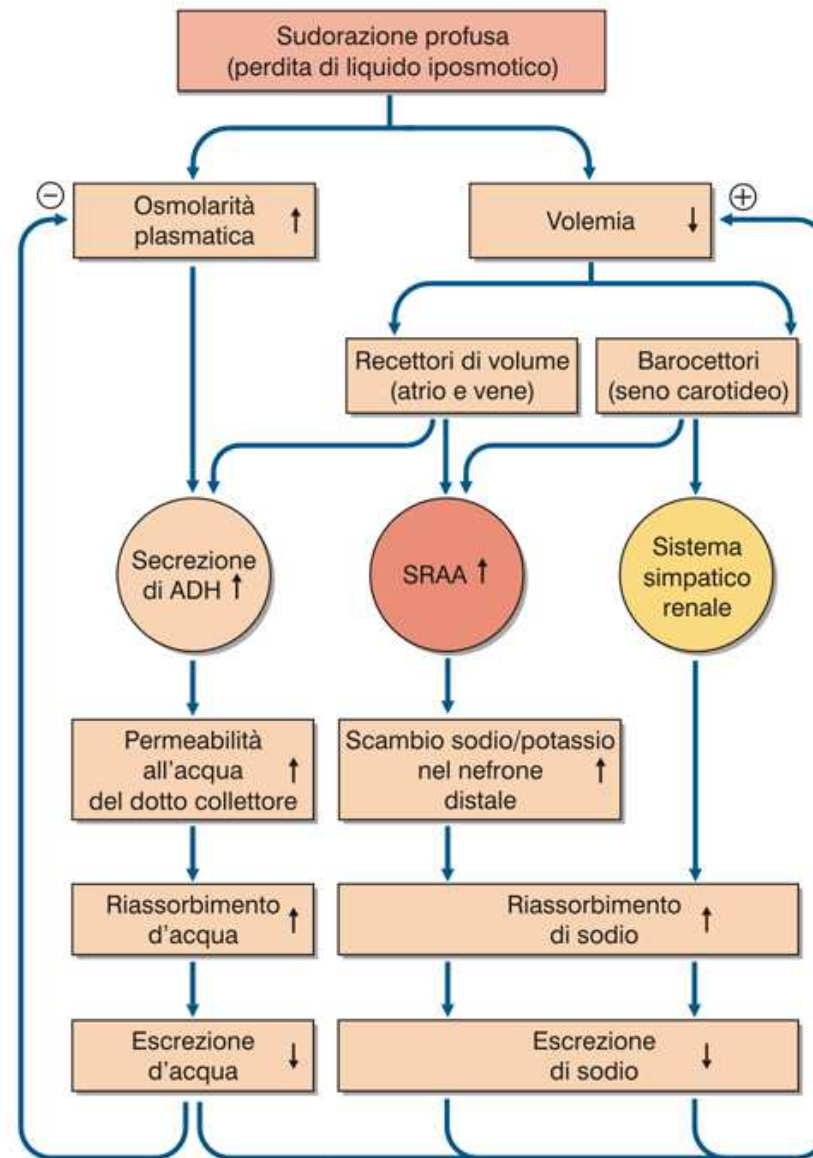 Sudorazione profusa
(perdita di liquido iposmotico)
−
Osmolarità
plasmatica ↑
Volemia ↓
+
Recettori di volume
(atrio e vene)
Barocettori
(seno carotideo)
Secrezione
di ADH ↑
SRAA ↑
Sistema
simpatico
renale
Permeabilità
all'acqua ↑
del dotto collettore
Scambio sodio/potassio
nel nefrone ↑
distale
Riassorbimento
d'acqua ↑
Riassorbimento
di sodio ↑
Escrezione
d'acqua ↓
Escrezione
di sodio ↓